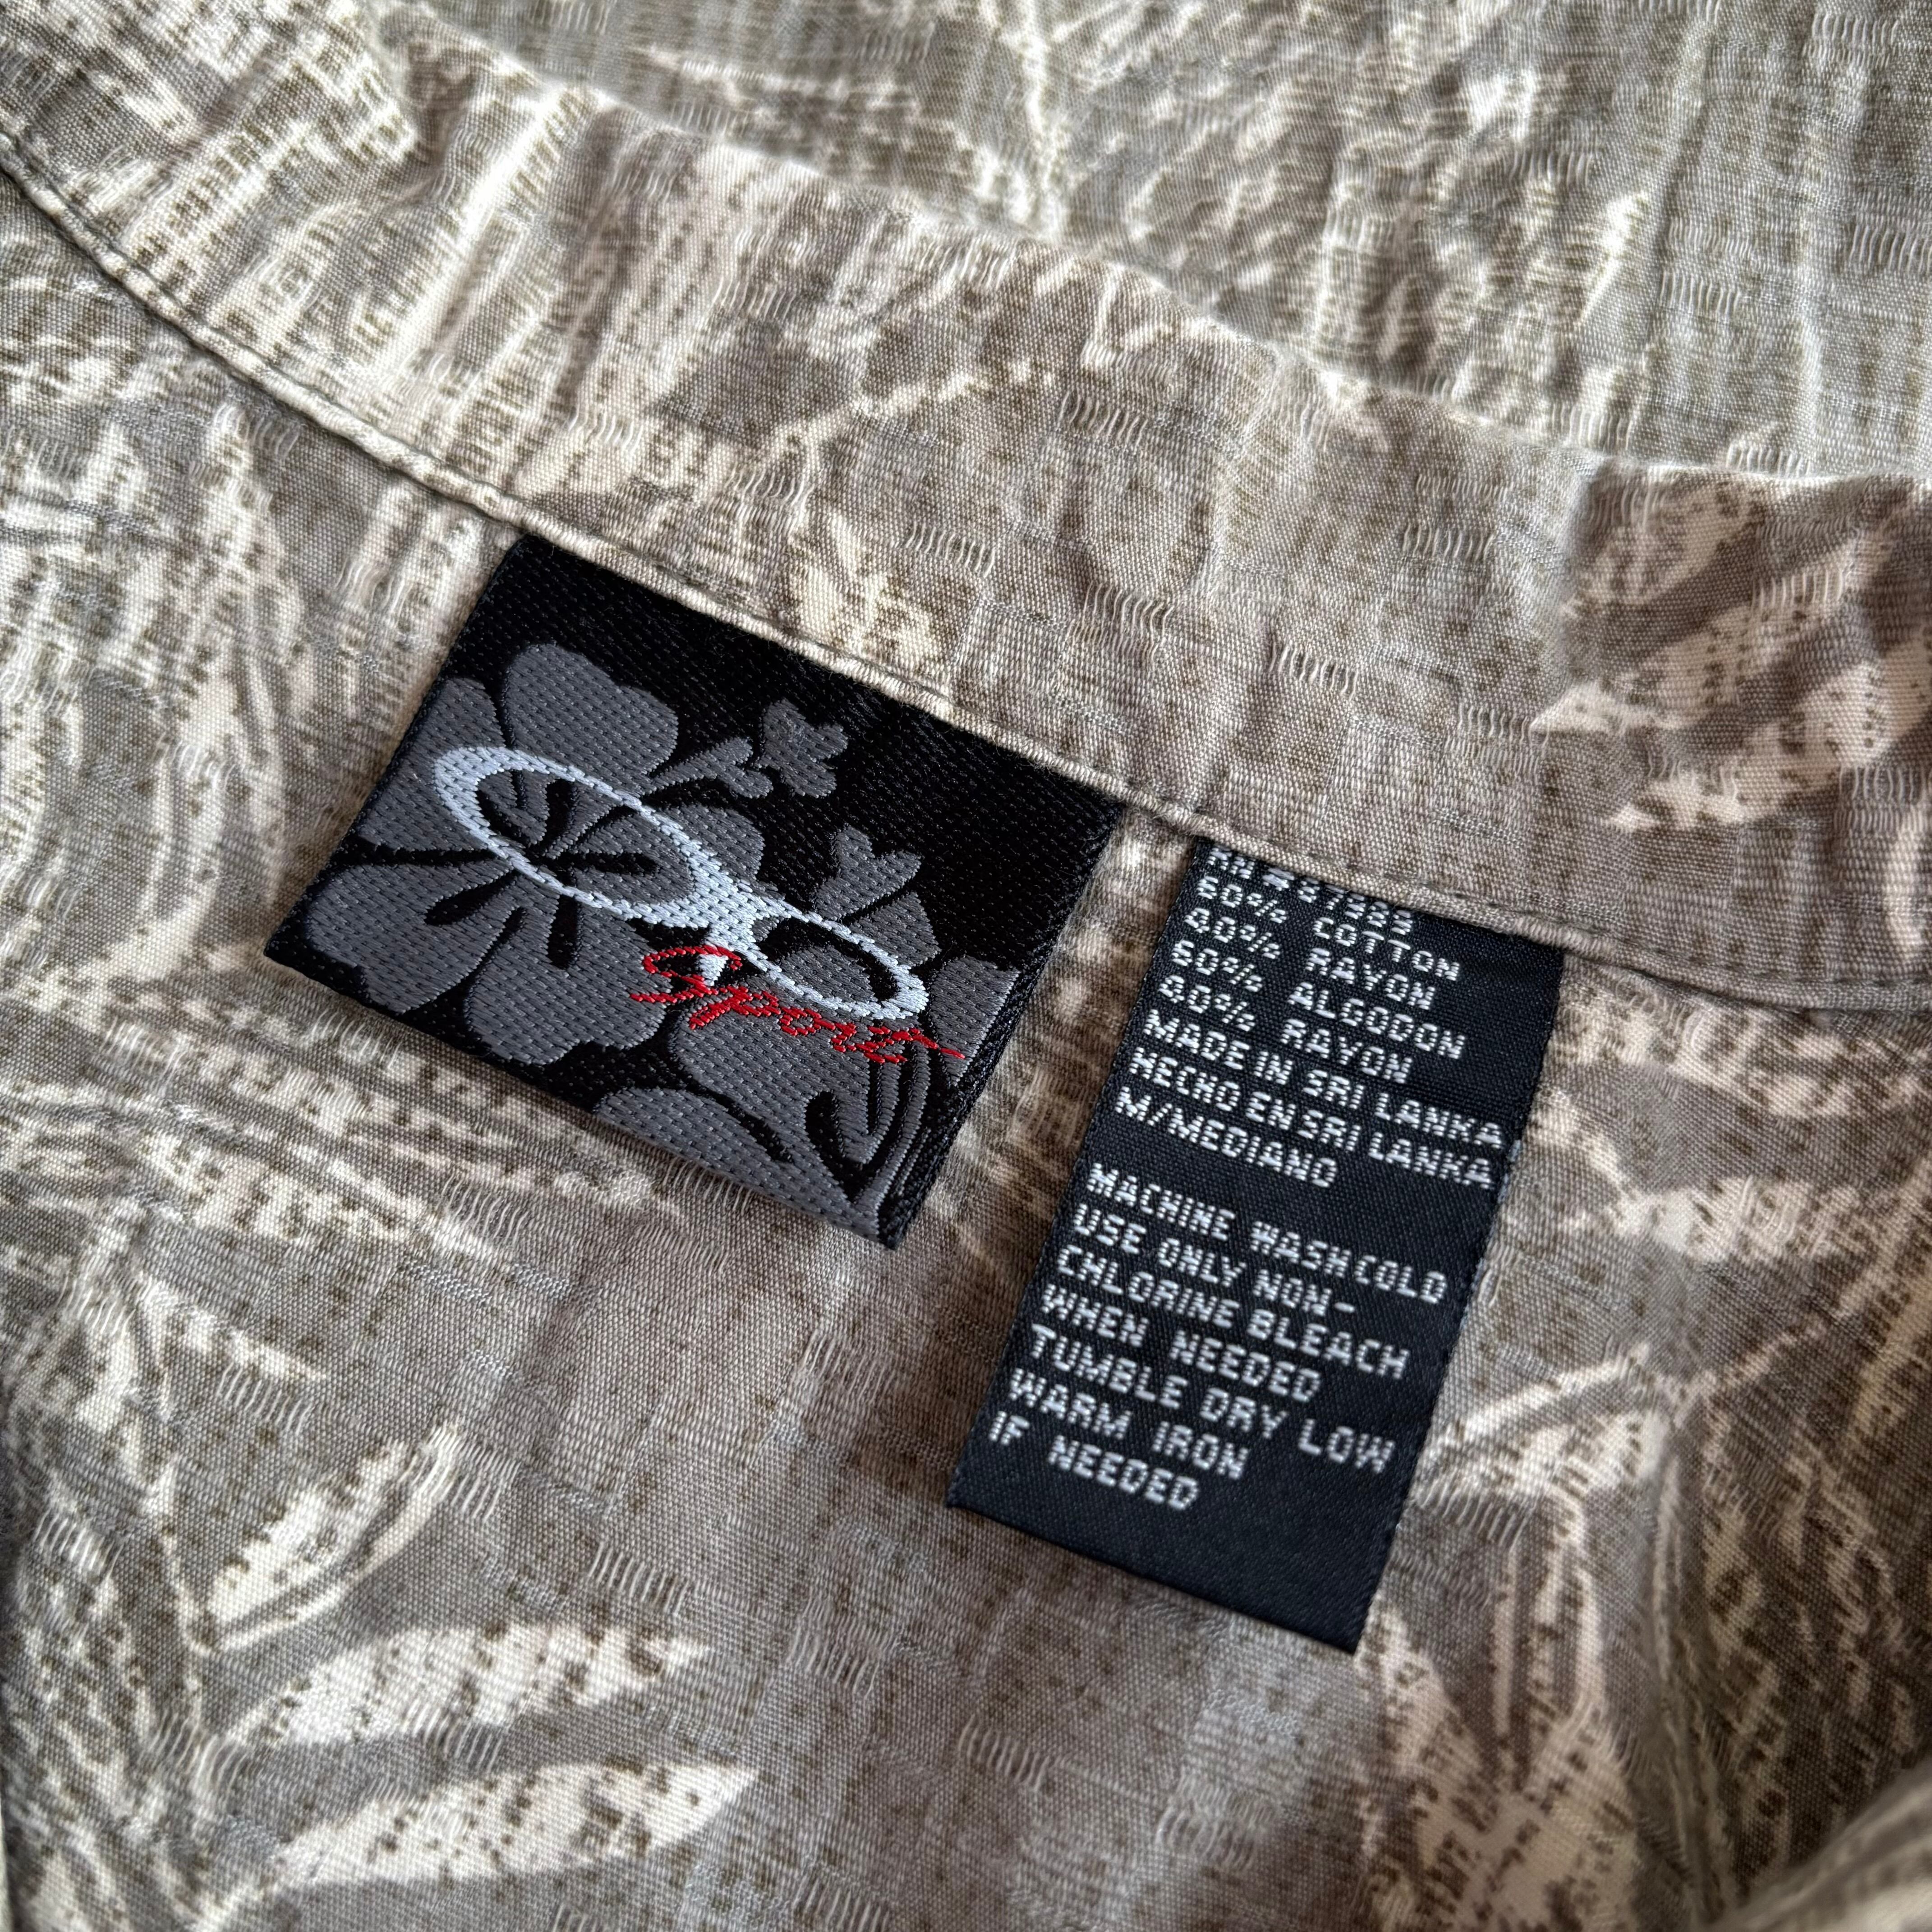 Sport
60% COTTON
40% RAYON
60% ALGODON
40% RAYON
MADE IN SRI LANKA
HECHO EN SRI LANKA
M/MEDIANO
MACHINE WASH COLD
USE ONLY NON-
CHLORINE BLEACH
WHEN NEEDED
TUMBLE DRY LOW
WARM IRON
IF NEEDED